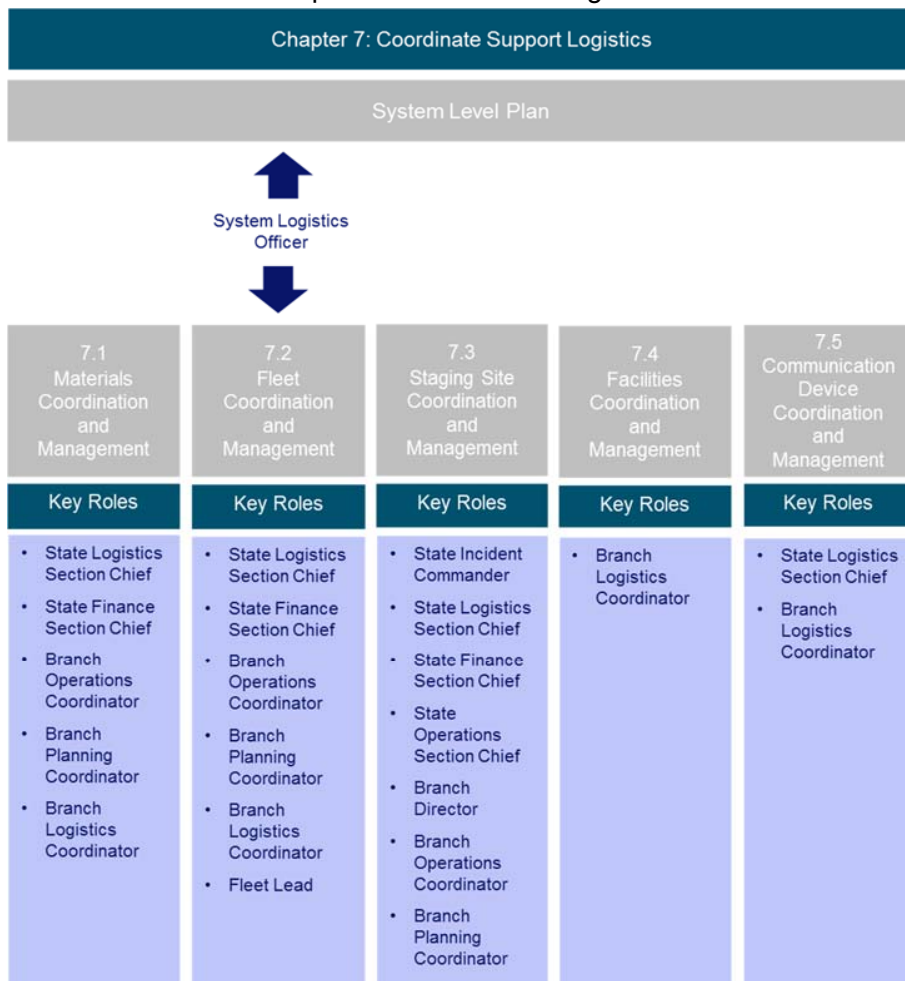 Chapter 7: Coordinate Support Logistics
System Level Plan
System Logistics
Officer
7.1
Materials
Coordination
and
Management
Key Roles
• State Logistics
Section Chief
• State Finance
Section Chief
• Branch
Operations
Coordinator
• Branch
Planning
Coordinator
• Branch
Logistics
Coordinator
7.2
Fleet
Coordination
and
Management
Key Roles
• State Logistics
Section Chief
• State Finance
Section Chief
• Branch
Operations
Coordinator
• Branch
Planning
Coordinator
• Branch
Logistics
Coordinator
• Fleet Lead
7.3
Staging Site
Coordination
and
Management
Key Roles
• State Incident
Commander
• State Logistics
Section Chief
• State Finance
Section Chief
• State
Operations
Section Chief
• Branch
Director
• Branch
Operations
Coordinator
• Branch
Planning
Coordinator
7.4
Facilities
Coordination
and
Management
Key Roles
• Branch
Logistics
Coordinator
7.5
Communication
Device
Coordination
and
Management
Key Roles
• State Logistics
Section Chief
• Branch
Logistics
Coordinator